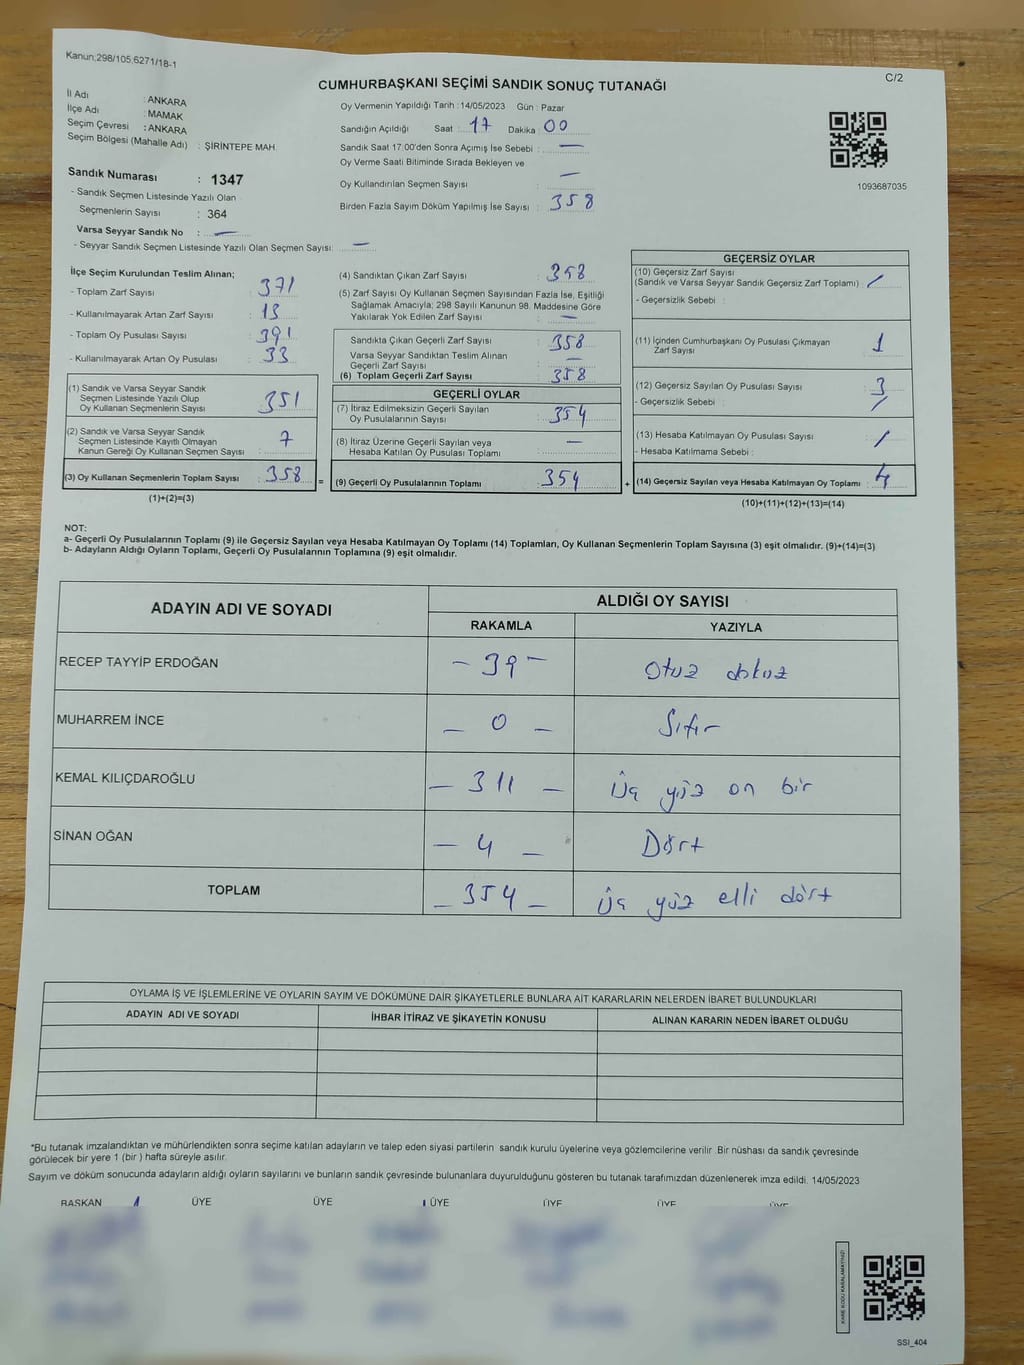 Kanun:298/105,6271/18-1
C/2
CUMHURBAŞKANI SEÇİMİ SANDIK SONUÇ TUTANAĞI
İl Adı : ANKARA
İlçe Adı : MAMAK
Seçim Çevresi : ANKARA
Seçim Bölgesi (Mahalle Adı) : ŞİRİNTEPE MAH.
Sandık Numarası : 1347
- Sandık Seçmen Listesinde Yazılı Olan
Seçmenlerin Sayısı : 364
Varsa Seyyar Sandık No : —
- Seyyar Sandık Seçmen Listesinde Yazılı Olan Seçmen Sayısı: —
Oy Vermenin Yapıldığı Tarih : 14/05/2023 Gün : Pazar
Sandığın Açıldığı Saat : 17 Dakika : 00
Sandık Saat 17:00'den Sonra Açımış İse Sebebi : —
Oy Verme Saati Bitiminde Sırada Bekleyen ve
Oy Kullandırılan Seçmen Sayısı : —
Birden Fazla Sayım Döküm Yapılmış İse Sayısı : 358
1093687035
İlçe Seçim Kurulundan Teslim Alınan;
- Toplam Zarf Sayısı : 371
- Kullanılmayarak Artan Zarf Sayısı : 13
- Toplam Oy Pusulası Sayısı : 391
- Kullanılmayarak Artan Oy Pusulası : 33
(1) Sandık ve Varsa Seyyar Sandık
Seçmen Listesinde Yazılı Olup
Oy Kullanan Seçmenlerin Sayısı : 351
(2) Sandık ve Varsa Seyyar Sandık
Seçmen Listesinde Kayıtlı Olmayan
Kanun Gereği Oy Kullanan Seçmen Sayısı : 7
(3) Oy Kullanan Seçmenlerin Toplam Sayısı : 358
(1)+(2)=(3)
(4) Sandıktan Çıkan Zarf Sayısı : 358
(5) Zarf Sayısı Oy Kullanan Seçmen Sayısından Fazla İse, Eşitliği
Sağlamak Amacıyla; 298 Sayılı Kanunun 98. Maddesine Göre
Yakılarak Yok Edilen Zarf Sayısı : —
Sandıkta Çıkan Geçerli Zarf Sayısı : 358
Varsa Seyyar Sandıktan Teslim Alınan
Geçerli Zarf Sayısı : —
(6) Toplam Geçerli Zarf Sayısı : 358
GEÇERLİ OYLAR
(7) İtiraz Edilmeksizin Geçerli Sayılan
Oy Pusulalarının Sayısı : 354
(8) İtiraz Üzerine Geçerli Sayılan veya
Hesaba Katılan Oy Pusulası Toplamı : —
= (9) Geçerli Oy Pusulalarının Toplamı : 354
GEÇERSİZ OYLAR
(10) Geçersiz Zarf Sayısı
(Sandık ve Varsa Seyyar Sandık Geçersiz Zarf Toplamı) : /
- Geçersizlik Sebebi :
(11) İçinden Cumhurbaşkanı Oy Pusulası Çıkmayan
Zarf Sayısı : 1
(12) Geçersiz Sayılan Oy Pusulası Sayısı : 3
- Geçersizlik Sebebi : /
(13) Hesaba Katılmayan Oy Pusulası Sayısı : /
- Hesaba Katılmama Sebebi :
+ (14) Geçersiz Sayılan veya Hesaba Katılmayan Oy Toplamı : 4
(10)+(11)+(12)+(13)=(14)
NOT:
a- Geçerli Oy Pusulalarının Toplamı (9) ile Geçersiz Sayılan veya Hesaba Katılmayan Oy Toplamı (14) Toplamları, Oy Kullanan Seçmenlerin Toplam Sayısına (3) eşit olmalıdır. (9)+(14)=(3)
b- Adayların Aldığı Oyların Toplamı, Geçerli Oy Pusulalarının Toplamına (9) eşit olmalıdır.
ADAYIN ADI VE SOYADI
ALDIĞI OY SAYISI
RAKAMLA YAZIYLA
RECEP TAYYİP ERDOĞAN — 39 — otuz dokuz
MUHARREM İNCE — 0 — Sıfır
KEMAL KILIÇDAROĞLU — 311 — üç yüz on bir
SİNAN OĞAN — 4 — Dört
TOPLAM — 354 — üç yüz elli dört
OYLAMA İŞ VE İŞLEMLERİNE VE OYLARIN SAYIM VE DÖKÜMÜNE DAİR ŞİKAYETLERLE BUNLARA AİT KARARLARIN NELERDEN İBARET BULUNDUKLARI
ADAYIN ADI VE SOYADI İHBAR İTİRAZ VE ŞİKAYETİN KONUSU ALINAN KARARIN NEDEN İBARET OLDUĞU
*Bu tutanak imzalandıktan ve mühürlendikten sonra seçime katılan adayların ve talep eden siyasi partilerin sandık kurulu üyelerine veya gözlemcilerine verilir. Bir nüshası da sandık çevresinde
görülecek bir yere 1 (bir ) hafta süreyle asılır.
Sayım ve döküm sonucunda adayların aldığı oyların sayılarını ve bunların sandık çevresinde bulunanlara duyurulduğunu gösteren bu tutanak tarafımızdan düzenlenerek imza edildi. 14/05/2023
BAŞKAN ÜYE ÜYE ÜYE ÜYE ÜYE ÜYE
KARE KODU KARALAMAYINIZ!
SSI_404